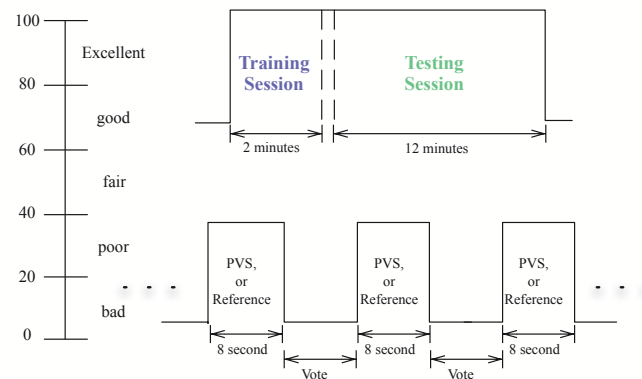 100
Excellent
80
good
60
fair
40
poor
20
bad
0
Training
Session
Testing
Session
2 minutes
12 minutes
PVS,
or
Reference
PVS,
or
Reference
PVS,
or
Reference
8 second
8 second
8 second
Vote
Vote